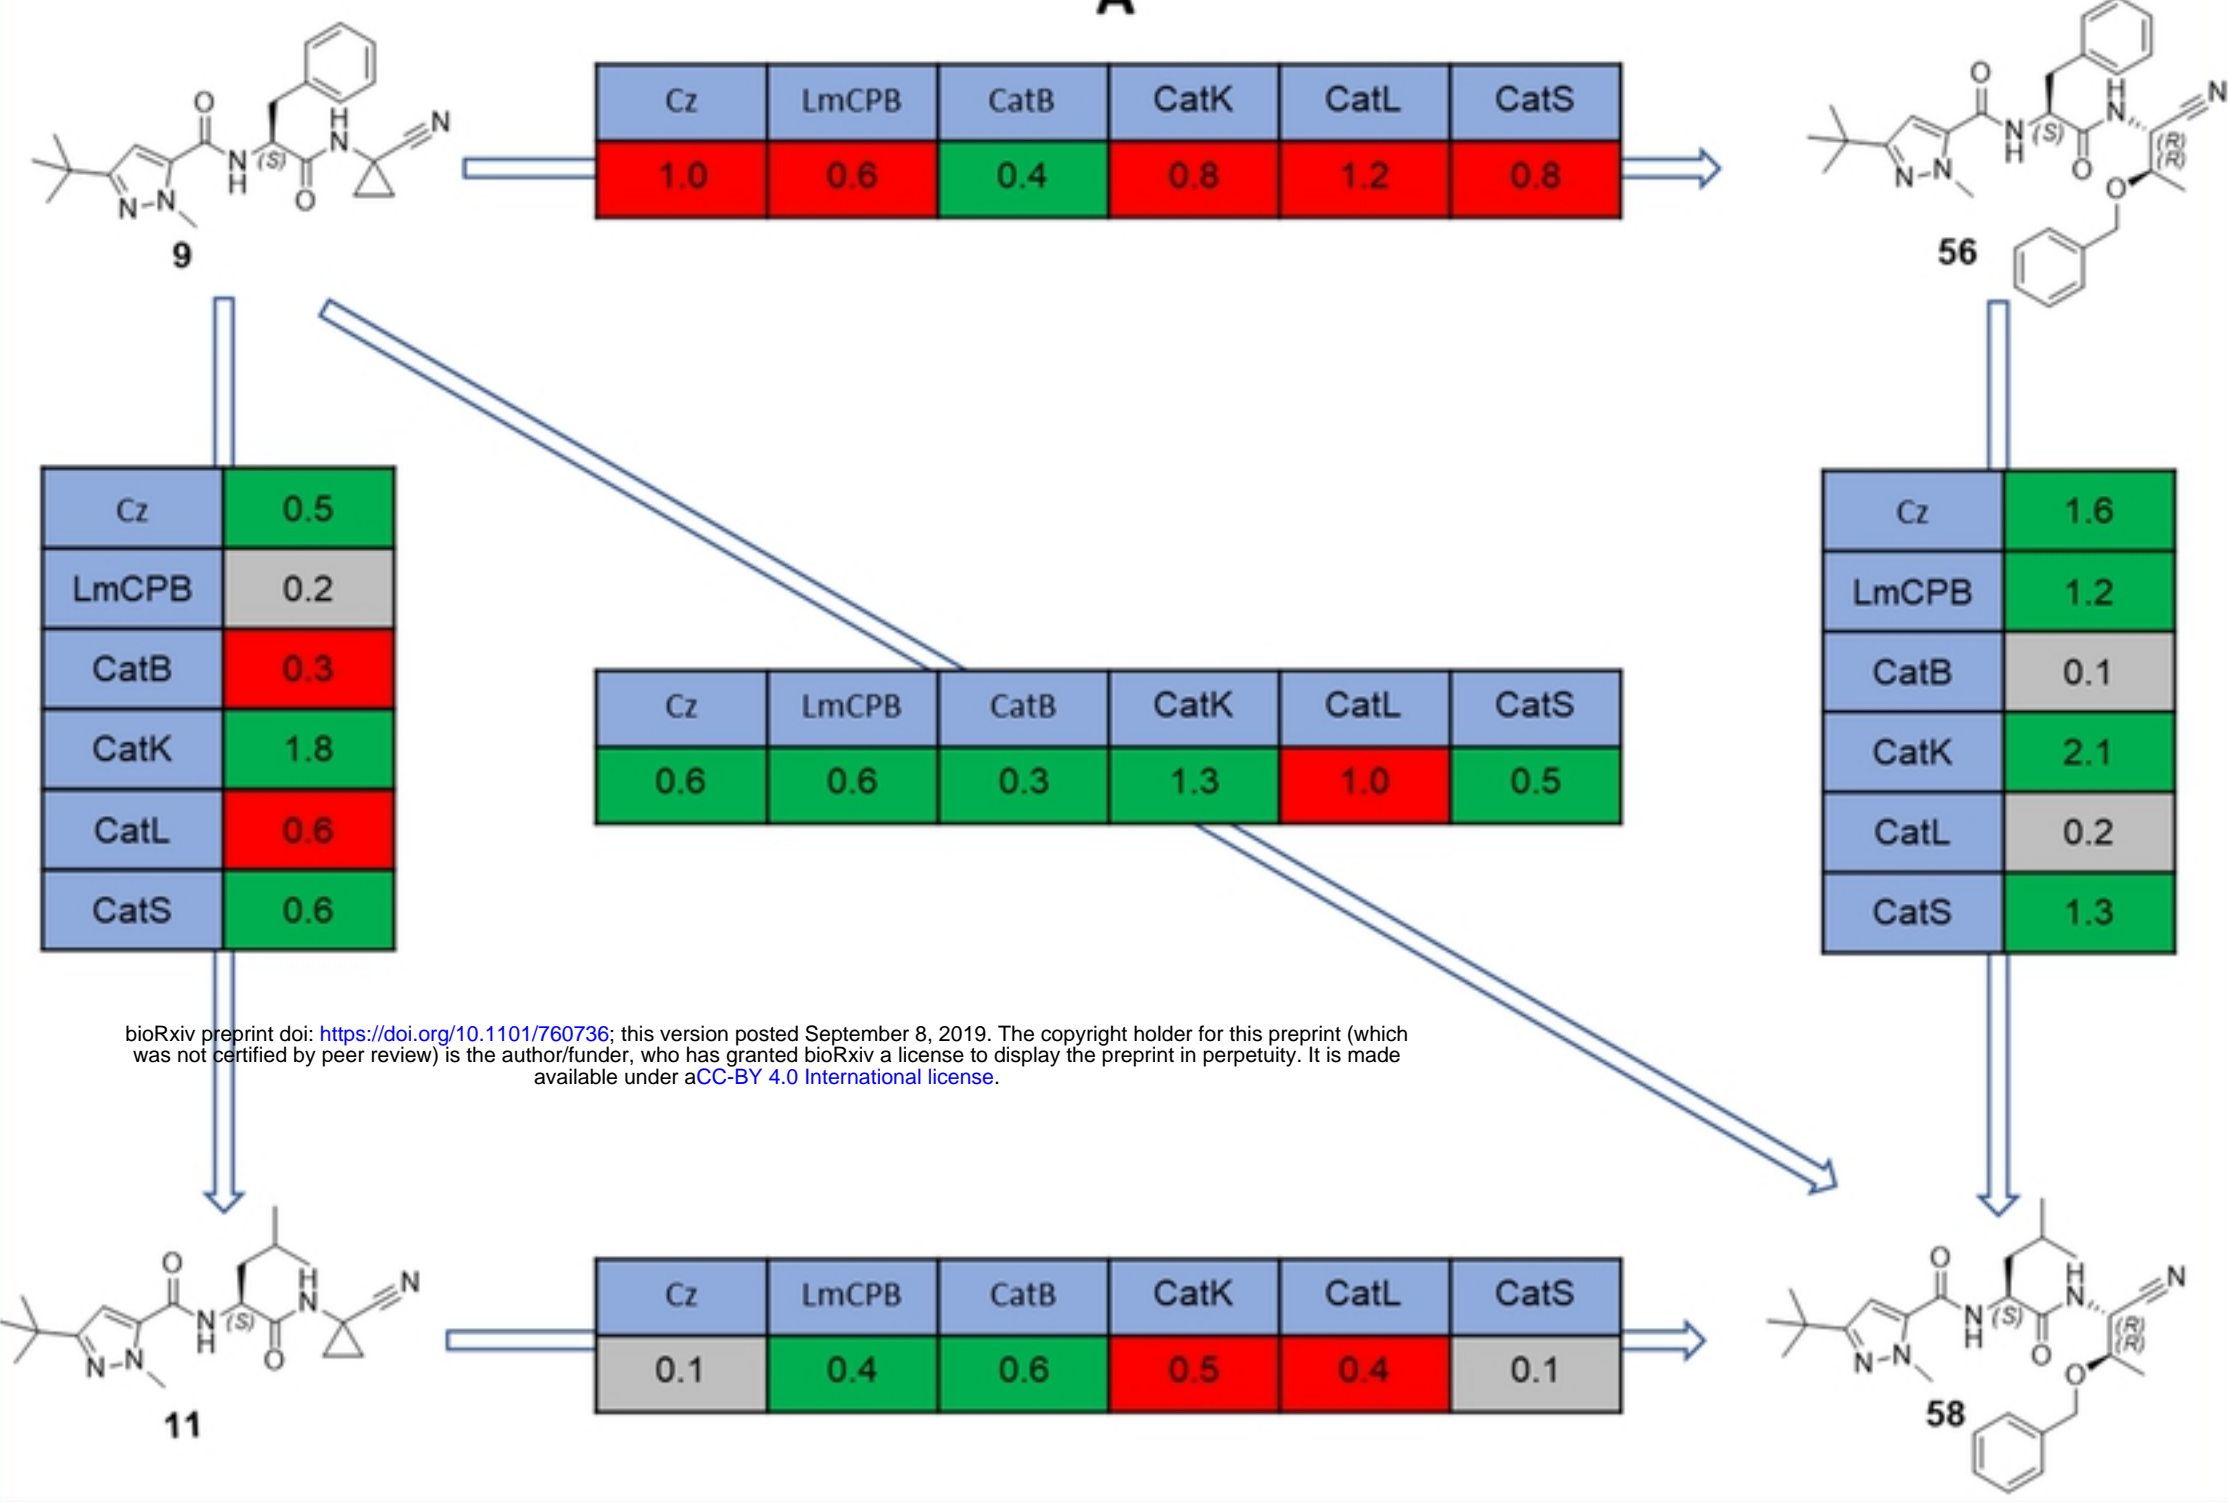 A
Cz LmCPB CatB CatK CatL CatS
1.0 0.6 0.4 0.8 1.2 0.8
O
H
N
N
N
H
(S)
O
N
N
9
O
H
N
N
N
H
(S)
O
(R)
(R)
N
N
O
56
Cz 0.5
LmCPB 0.2
CatB 0.3
CatK 1.8
CatL 0.6
CatS 0.6
Cz LmCPB CatB CatK CatL CatS
0.6 0.6 0.3 1.3 1.0 0.5
Cz 1.6
LmCPB 1.2
CatB 0.1
CatK 2.1
CatL 0.2
CatS 1.3
bioRxiv preprint doi: https://doi.org/10.1101/760736; this version posted September 8, 2019. The copyright holder for this preprint (which
was not certified by peer review) is the author/funder, who has granted bioRxiv a license to display the preprint in perpetuity. It is made
available under aCC-BY 4.0 International license.
O
H
N
N
N
H
(S)
O
N
N
11
Cz LmCPB CatB CatK CatL CatS
0.1 0.4 0.6 0.5 0.4 0.1
O
H
N
N
N
H
(S)
O
(R)
(R)
N
N
O
58